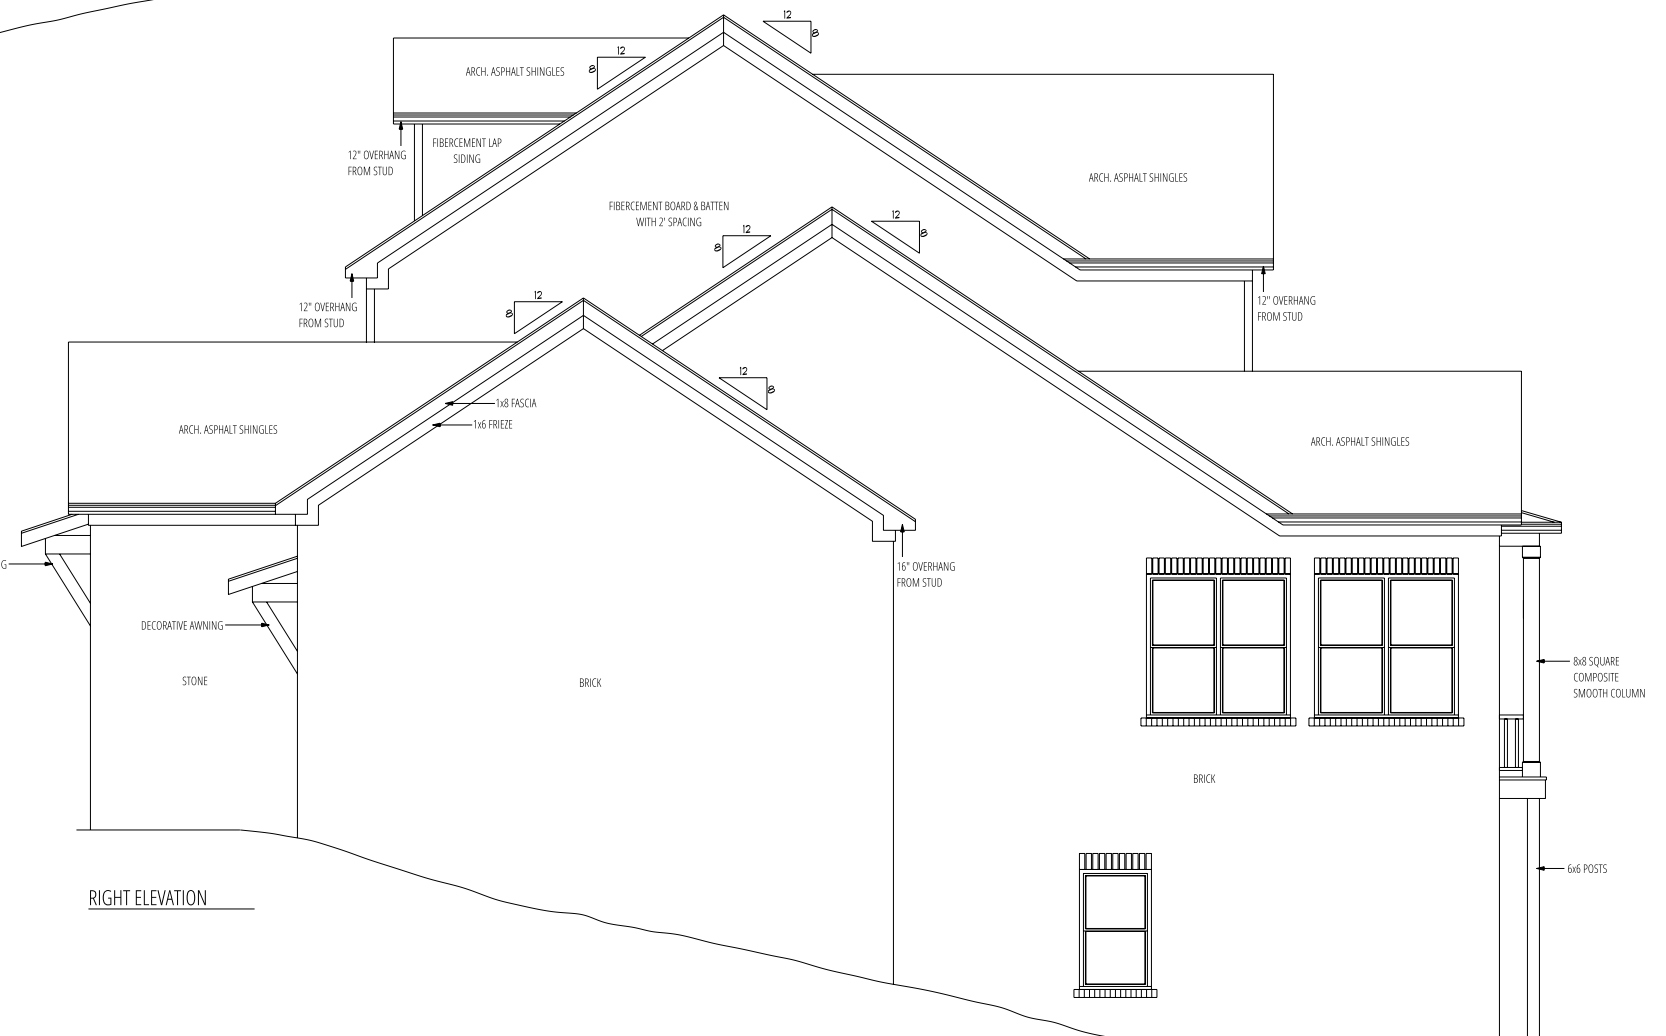 12
8
12
8
ARCH. ASPHALT SHINGLES
FIBERCEMENT LAP
SIDING
12" OVERHANG
FROM STUD
ARCH. ASPHALT SHINGLES
FIBERCEMENT BOARD & BATTEN
WITH 2' SPACING
12
8
12
8
12" OVERHANG
FROM STUD
12
8
12" OVERHANG
FROM STUD
12
8
1x8 FASCIA
1x6 FRIEZE
ARCH. ASPHALT SHINGLES
ARCH. ASPHALT SHINGLES
G
16" OVERHANG
FROM STUD
DECORATIVE AWNING
STONE
BRICK
8x8 SQUARE
COMPOSITE
SMOOTH COLUMN
BRICK
6x6 POSTS
RIGHT ELEVATION